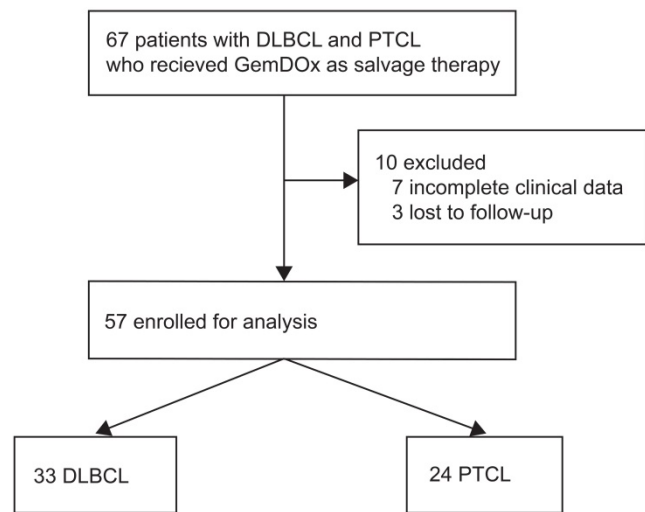 67 patients with DLBCL and PTCL
who recieved GemDOx as salvage therapy
10 excluded
7 incomplete clinical data
3 lost to follow-up
57 enrolled for analysis
33 DLBCL
24 PTCL